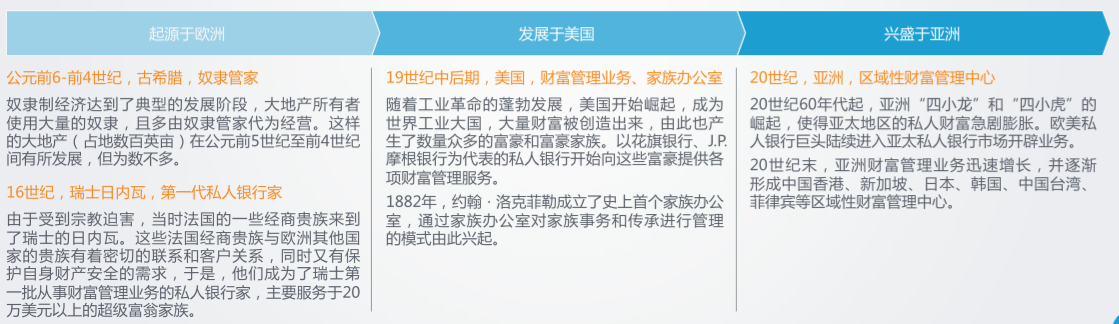 起源于欧洲
公元前6-前4世纪，古希腊，奴隶管家
奴隶制经济达到了典型的发展阶段，大地产所有者
使用大量的奴隶，且多由奴隶管家代为经营。这样
的大地产（占地数百英亩）在公元前5世纪至前4世纪
间有所发展，但为数不多。
16世纪，瑞士日内瓦，第一代私人银行家
由于受到宗教迫害，当时法国的一些经商贵族来到
了瑞士的日内瓦。这些法国经商贵族与欧洲其他国
家的贵族有着密切的联系和客户关系，同时又有保
护自身财产安全的需求，于是，他们成为了瑞士第
一批从事财富管理业务的私人银行家，主要服务于20
万美元以上的超级富翁家族。
发展于美国
19世纪中后期，美国，财富管理业务、家族办公室
随着工业革命的蓬勃发展，美国开始崛起，成为
世界工业大国，大量财富被创造出来，由此也产
生了数量众多的富豪和富豪家族。以花旗银行、J.P.
摩根银行为代表的私人银行开始向这些富豪提供各
项财富管理服务。
1882年，约翰·洛克菲勒成立了史上首个家族办公
室，通过家族办公室对家族事务和传承进行管理
的模式由此兴起。
兴盛于亚洲
20世纪，亚洲，区域性财富管理中心
20世纪60年代起，亚洲“四小龙”和“四小虎”的
崛起，使得亚太地区的私人财富急剧膨胀。欧美私
人银行巨头陆续进入亚太私人银行市场开辟业务。
20世纪末，亚洲财富管理业务迅速增长，并逐渐
形成中国香港、新加坡、日本、韩国、中国台湾、
菲律宾等区域性财富管理中心。